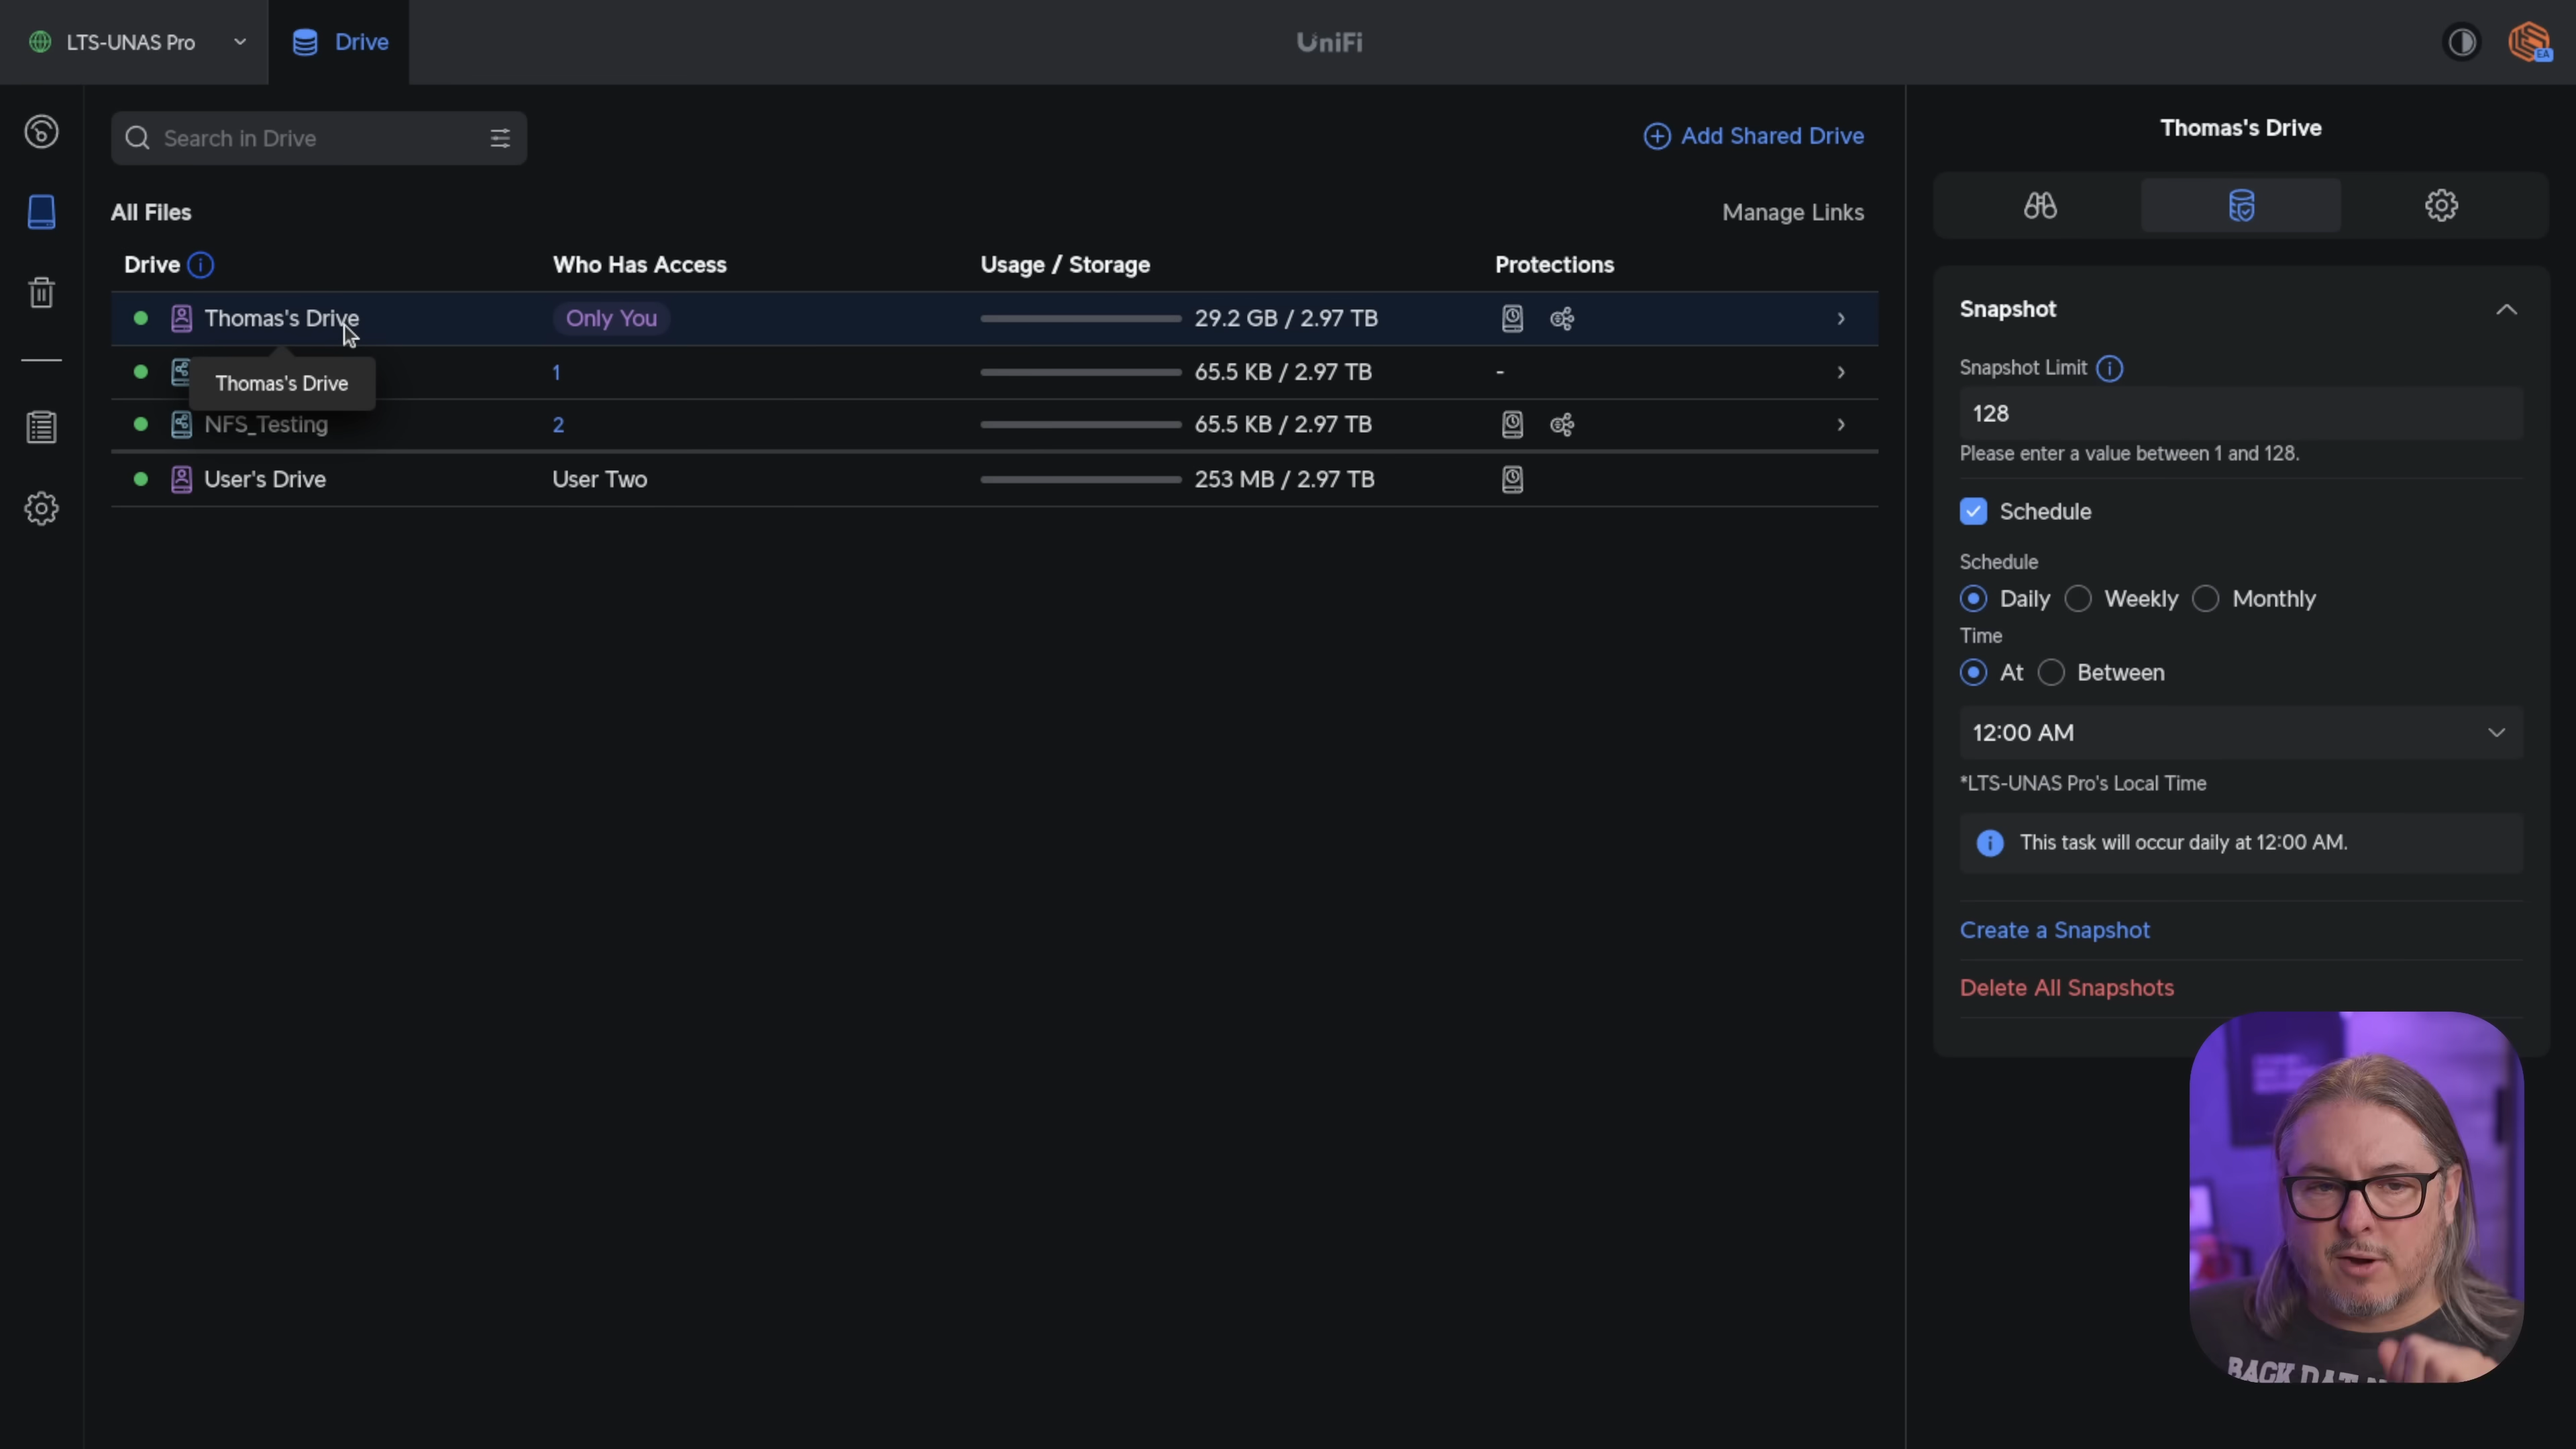 LTS-UNAS Pro
Drive
UniFi
EA
Search in Drive
Add Shared Drive
All Files
Manage Links
Drive
Who Has Access
Usage / Storage
Protections
Thomas's Drive
Only You
29.2 GB / 2.97 TB
1
65.5 KB / 2.97 TB
-
Thomas's Drive
NFS_Testing
2
65.5 KB / 2.97 TB
User's Drive
User Two
253 MB / 2.97 TB
Thomas's Drive
Snapshot
Snapshot Limit
128
Please enter a value between 1 and 128.
Schedule
Schedule
Daily
Weekly
Monthly
Time
At
Between
12:00 AM
*LTS-UNAS Pro's Local Time
This task will occur daily at 12:00 AM.
Create a Snapshot
Delete All Snapshots
BACK DAT